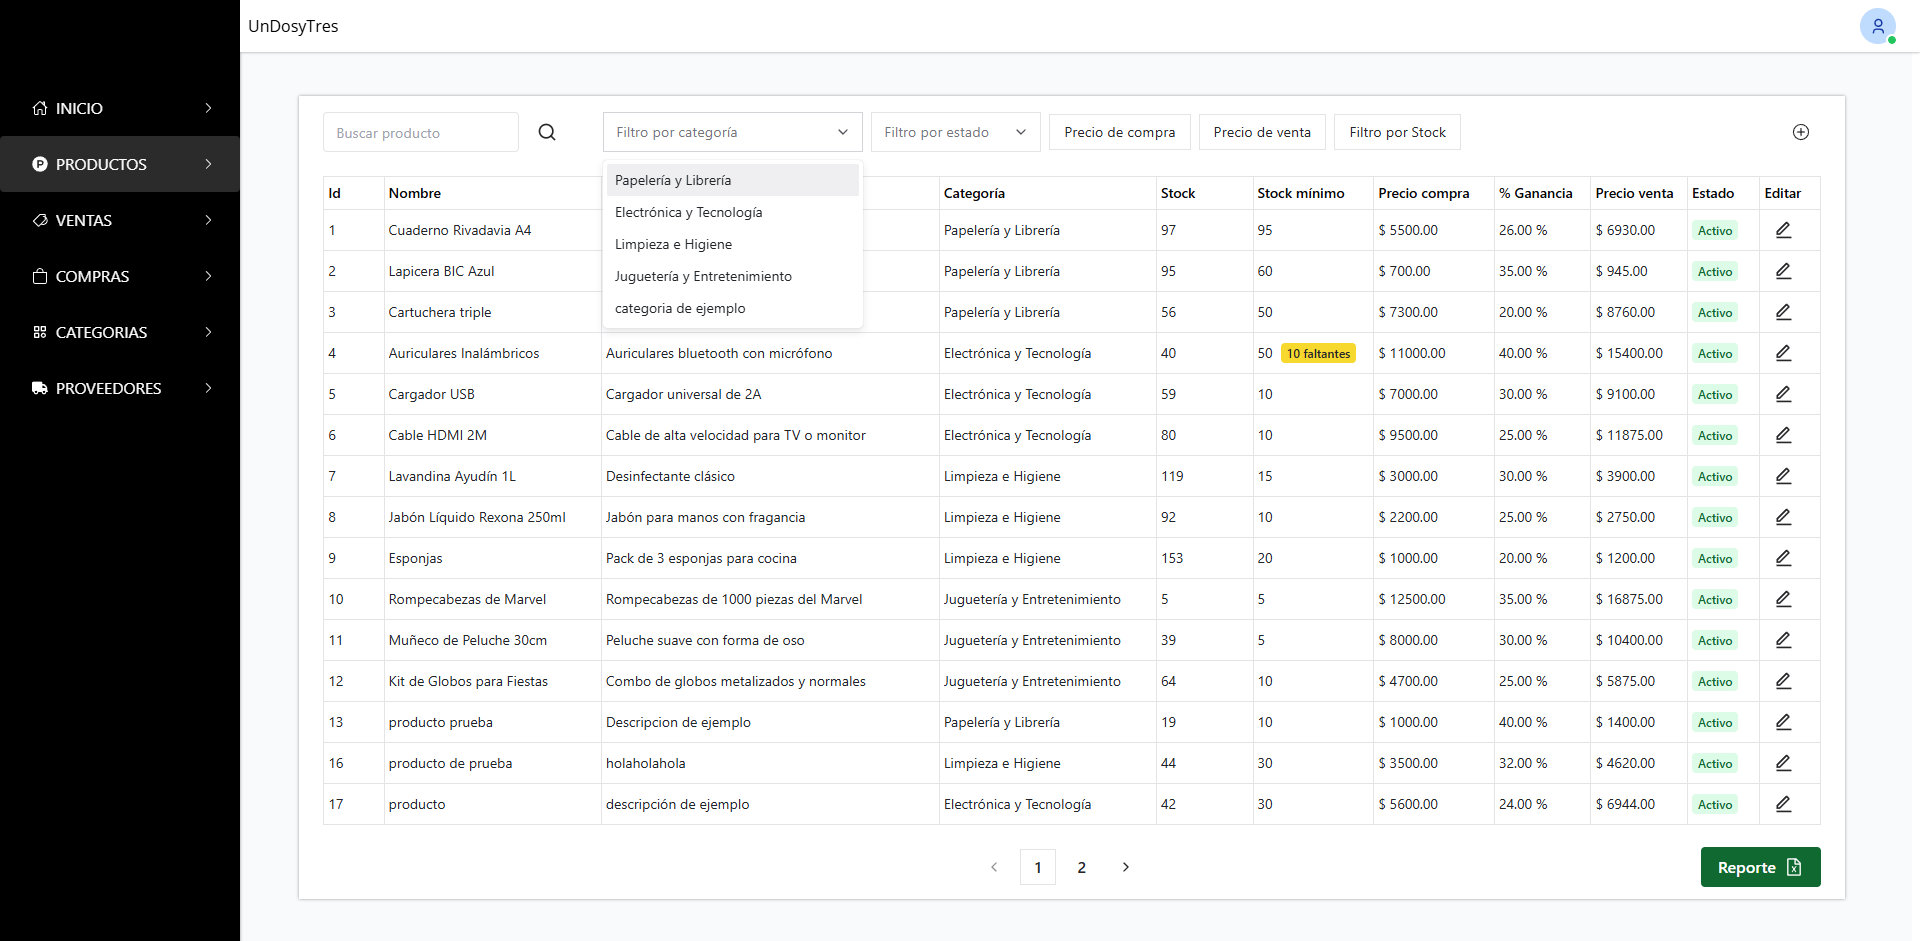 UnDosyTres
INICIO
PRODUCTOS
VENTAS
COMPRAS
CATEGORIAS
PROVEEDORES
Buscar producto Filtro por categoría Filtro por estado Precio de compra Precio de venta Filtro por Stock
Papelería y Librería
Electrónica y Tecnología
Limpieza e Higiene
Juguetería y Entretenimiento
categoria de ejemplo
Id Nombre Categoría Stock Stock mínimo Precio compra % Ganancia Precio venta Estado Editar
1 Cuaderno Rivadavia A4 Papelería y Librería 97 95 $ 5500.00 26.00 % $ 6930.00 Activo
2 Lapicera BIC Azul Papelería y Librería 95 60 $ 700.00 35.00 % $ 945.00 Activo
3 Cartuchera triple Papelería y Librería 56 50 $ 7300.00 20.00 % $ 8760.00 Activo
4 Auriculares Inalámbricos Auriculares bluetooth con micrófono Electrónica y Tecnología 40 50 10 faltantes $ 11000.00 40.00 % $ 15400.00 Activo
5 Cargador USB Cargador universal de 2A Electrónica y Tecnología 59 10 $ 7000.00 30.00 % $ 9100.00 Activo
6 Cable HDMI 2M Cable de alta velocidad para TV o monitor Electrónica y Tecnología 80 10 $ 9500.00 25.00 % $ 11875.00 Activo
7 Lavandina Ayudín 1L Desinfectante clásico Limpieza e Higiene 119 15 $ 3000.00 30.00 % $ 3900.00 Activo
8 Jabón Líquido Rexona 250ml Jabón para manos con fragancia Limpieza e Higiene 92 10 $ 2200.00 25.00 % $ 2750.00 Activo
9 Esponjas Pack de 3 esponjas para cocina Limpieza e Higiene 153 20 $ 1000.00 20.00 % $ 1200.00 Activo
10 Rompecabezas de Marvel Rompecabezas de 1000 piezas del Marvel Juguetería y Entretenimiento 5 5 $ 12500.00 35.00 % $ 16875.00 Activo
11 Muñeco de Peluche 30cm Peluche suave con forma de oso Juguetería y Entretenimiento 39 5 $ 8000.00 30.00 % $ 10400.00 Activo
12 Kit de Globos para Fiestas Combo de globos metalizados y normales Juguetería y Entretenimiento 64 10 $ 4700.00 25.00 % $ 5875.00 Activo
13 producto prueba Descripcion de ejemplo Papelería y Librería 19 10 $ 1000.00 40.00 % $ 1400.00 Activo
16 producto de prueba holaholahola Limpieza e Higiene 44 30 $ 3500.00 32.00 % $ 4620.00 Activo
17 producto descripción de ejemplo Electrónica y Tecnología 42 30 $ 5600.00 24.00 % $ 6944.00 Activo
1 2
Reporte